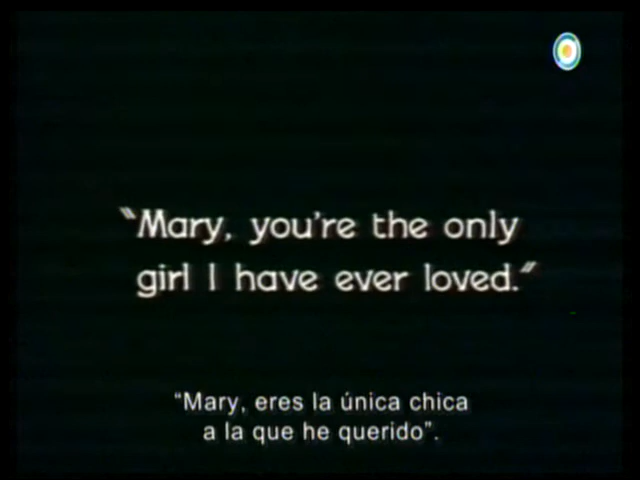 "Mary, you're the only
girl I have ever loved."
"Mary, eres la única chica
a la que he querido".